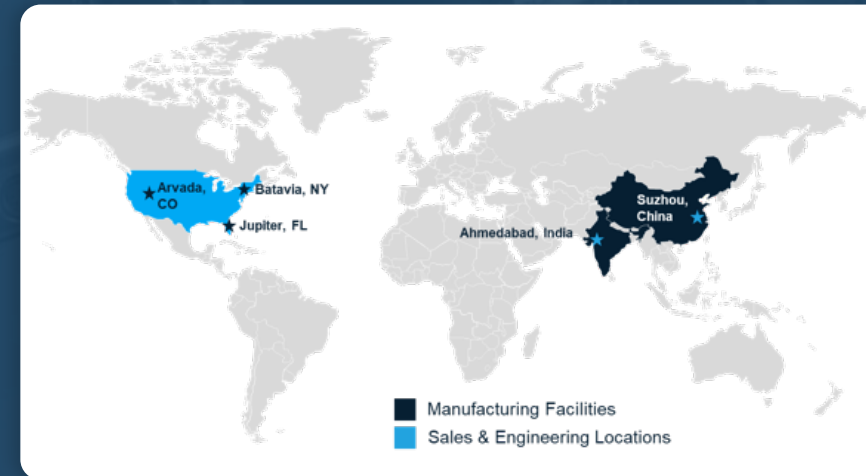 Arvada,
CO
Batavia, NY
Jupiter, FL
Ahmedabad, India
Suzhou,
China
Manufacturing Facilities
Sales & Engineering Locations